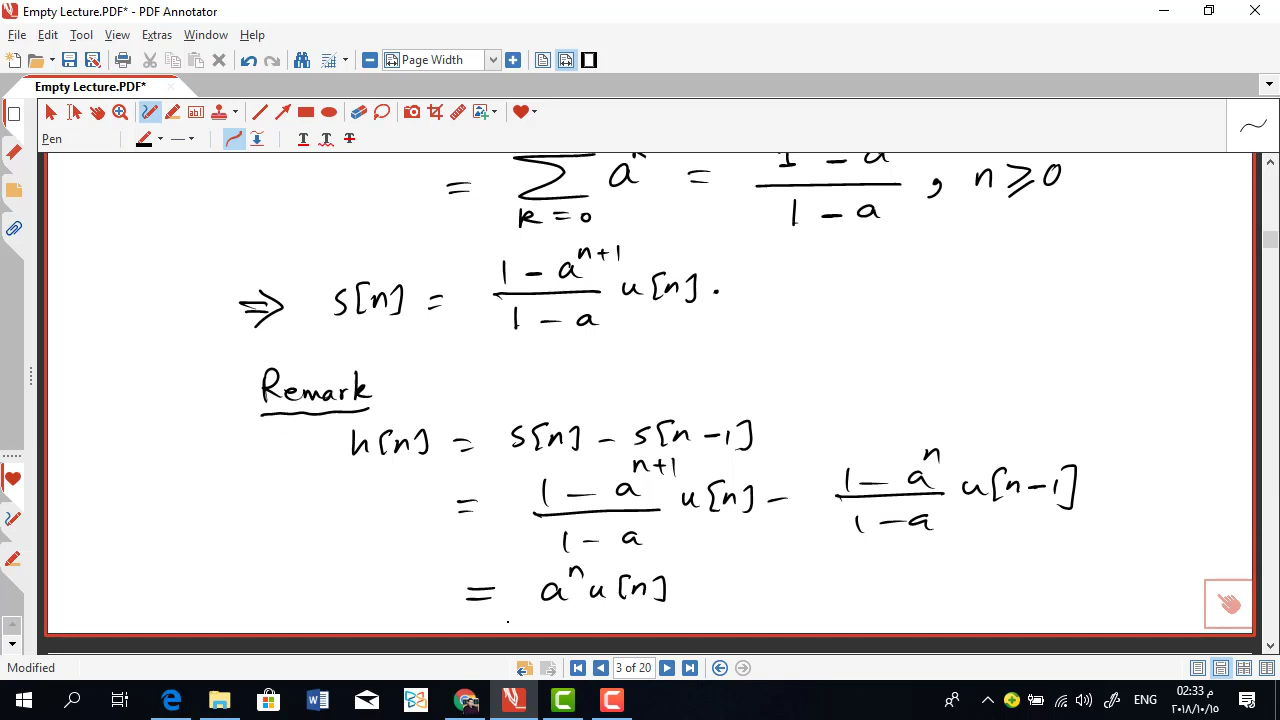 Empty Lecture.PDF* - PDF Annotator
File Edit Tool View Extras Window Help
Page Width
Empty Lecture.PDF*
Pen
T T T
= ∑ k=0 aᵏ = 1 - a / 1 - a , n ≥ 0
⇒ s[n] = 1 - a^{n+1} / 1 - a u[n].
Remark
h[n] = s[n] - s[n-1]
= 1 - a^{n+1} / 1 - a u[n] - 1 - a^n / 1 - a u[n-1]
= a^n u[n]
Modified
3 of 20
ENG
02:33 م
٢٠١٨/١٠/١٥